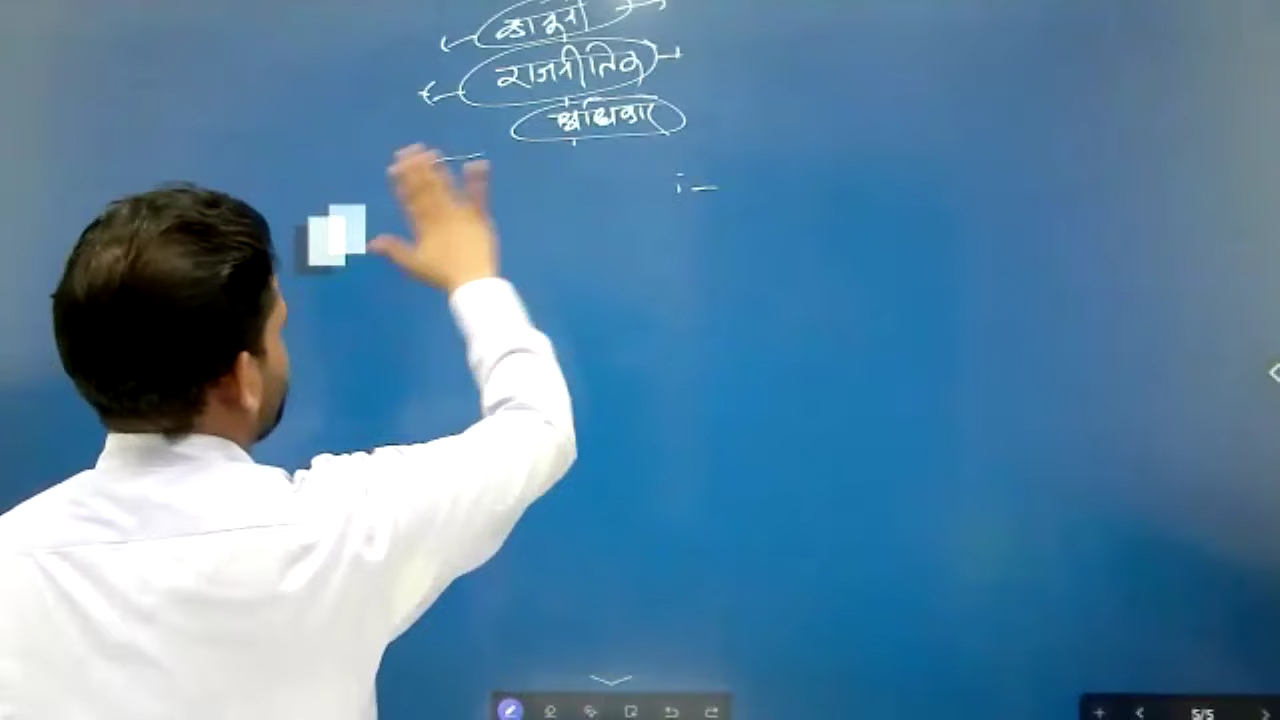 कानूनी
राजनीतिक
अधिकार
i –
5/5